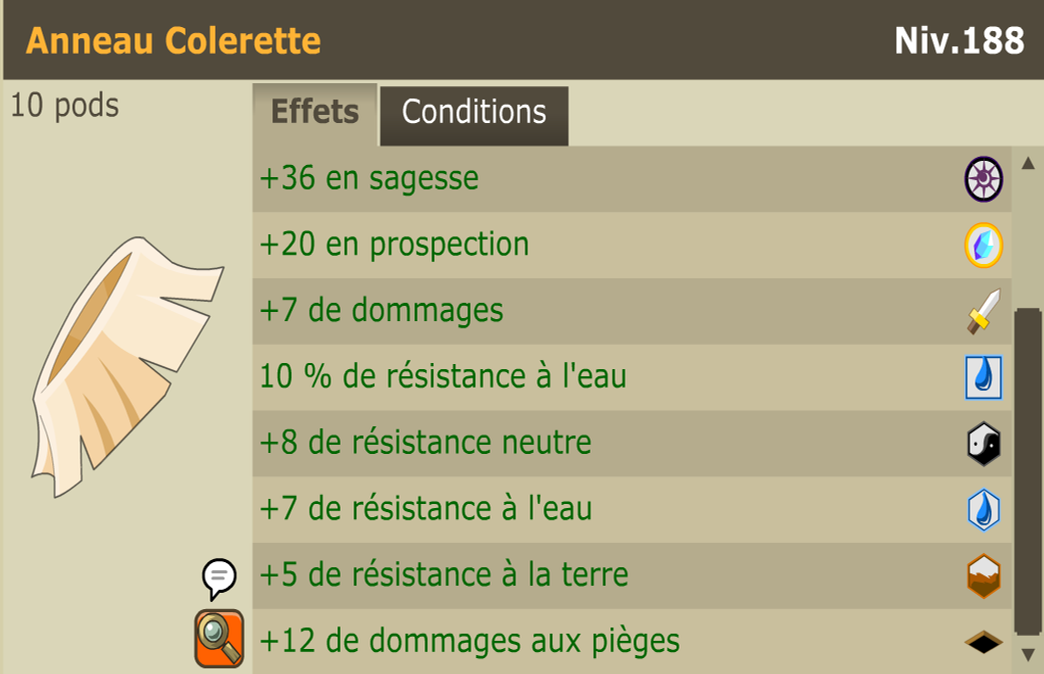 Anneau Colerette
Niv.188
10 pods
Effets
Conditions
+36 en sagesse
+20 en prospection
+7 de dommages
10 % de résistance à l'eau
+8 de résistance neutre
+7 de résistance à l'eau
+5 de résistance à la terre
+12 de dommages aux pièges